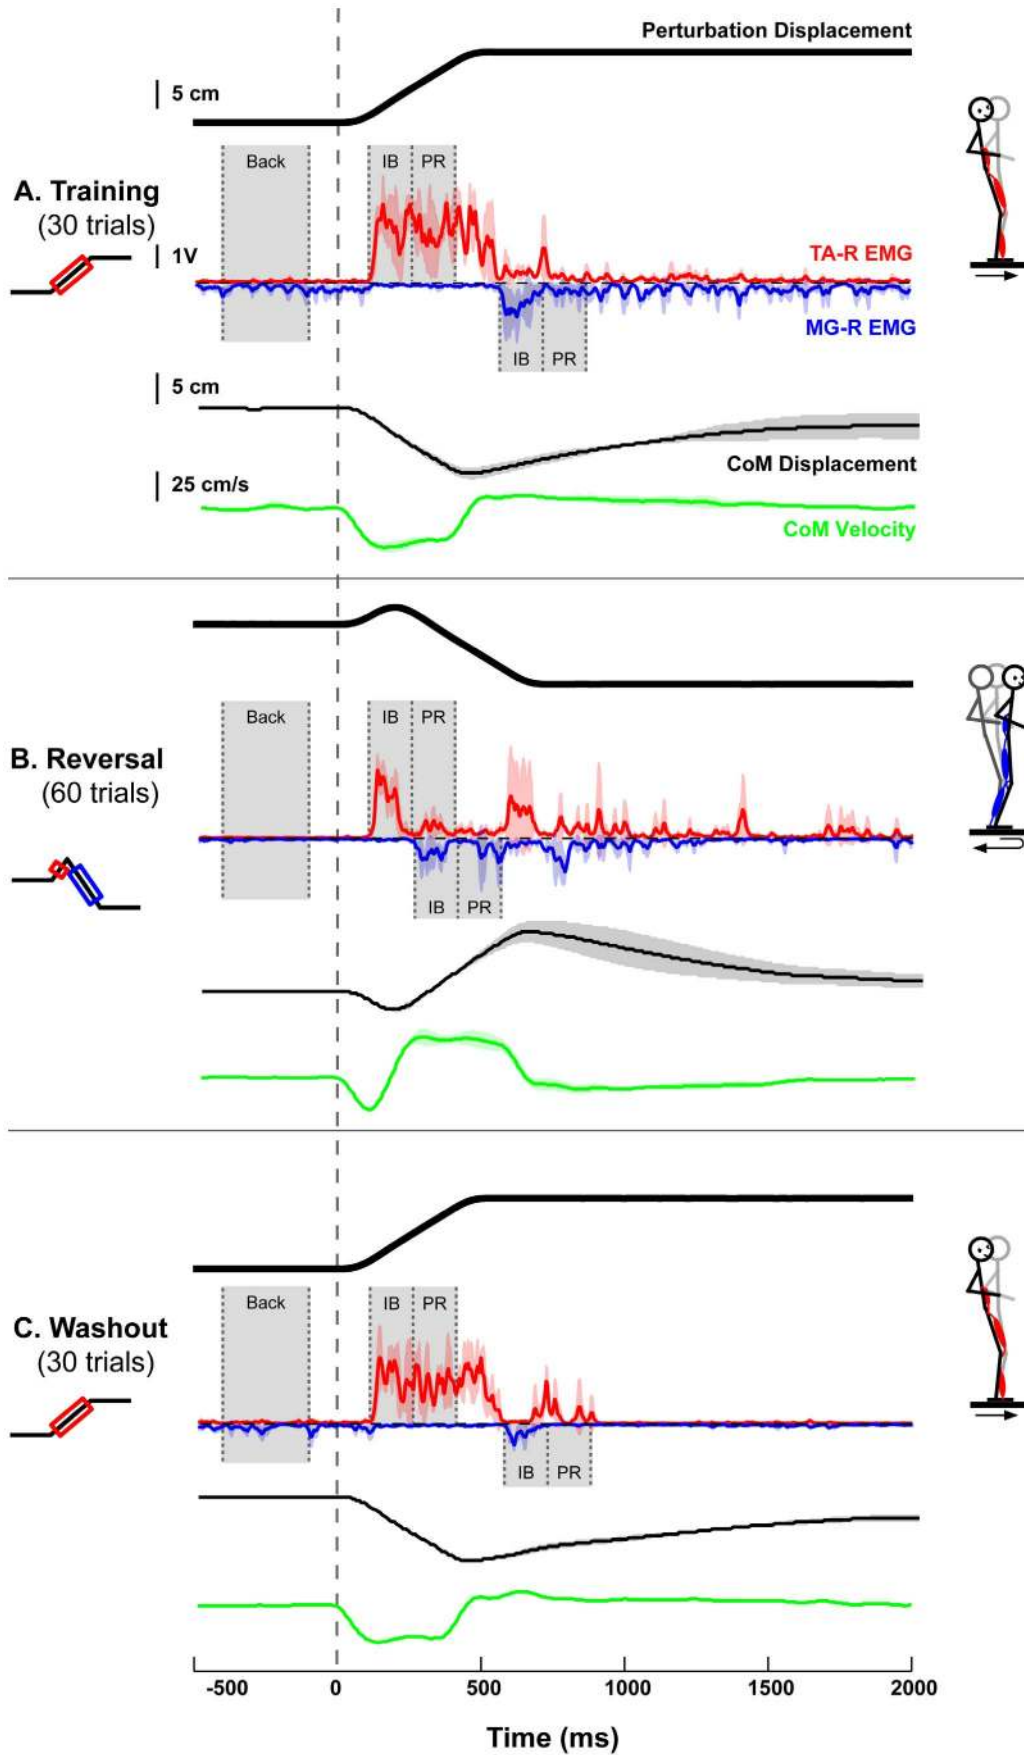 Perturbation Displacement
5 cm
Back
IB
PR
A. Training
(30 trials)
1V
TA-R EMG
MG-R EMG
IB
PR
5 cm
CoM Displacement
25 cm/s
CoM Velocity
Back
IB
PR
B. Reversal
(60 trials)
IB
PR
Back
IB
PR
C. Washout
(30 trials)
IB
PR
-500 0 500 1000 1500 2000
Time (ms)